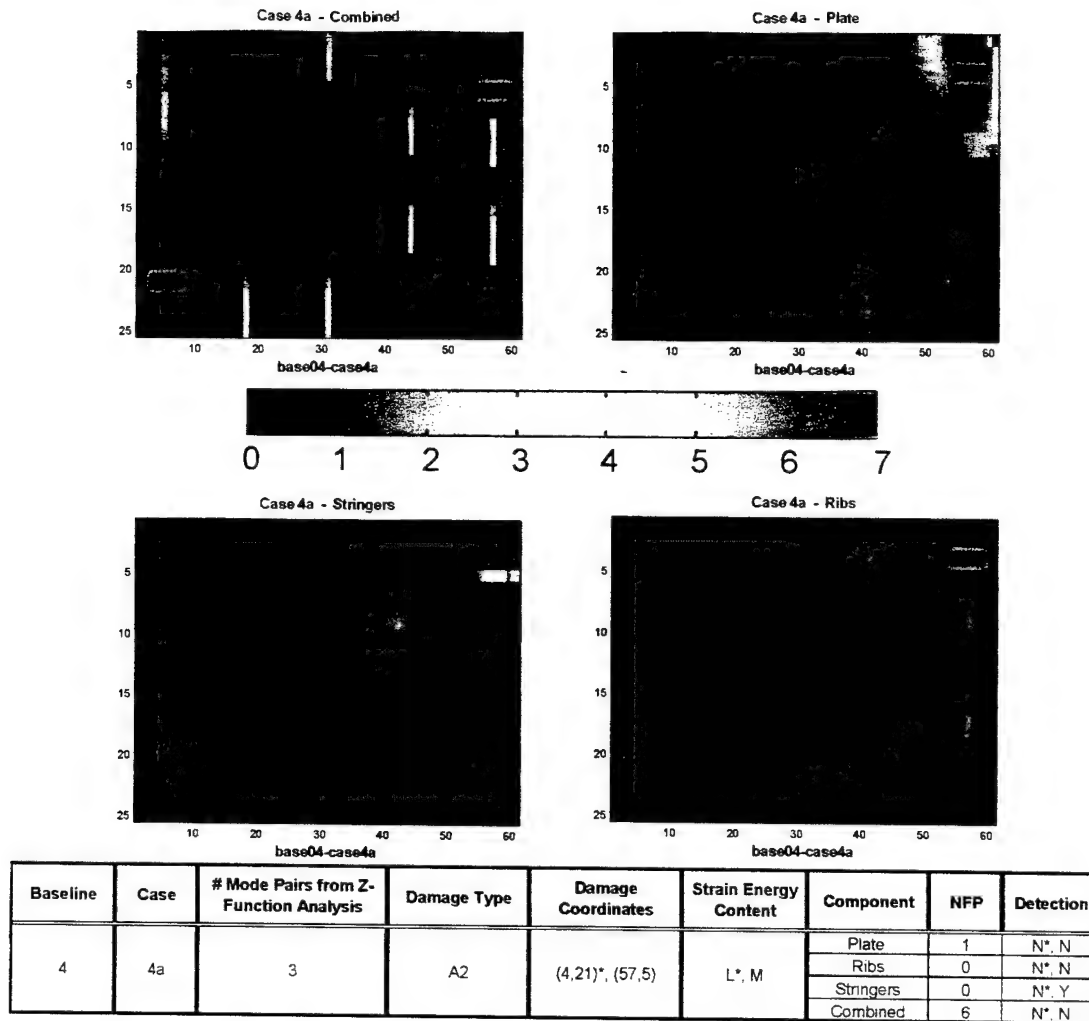 Case 4a - Combined
5
10
15
20
25
10 20 30 40 50 60
base04-case4a
Case 4a - Plate
5
10
15
20
25
10 20 30 40 50 60
base04-case4a
0 1 2 3 4 5 6 7
Case 4a - Stringers
5
10
15
20
25
10 20 30 40 50 60
base04-case4a
Case 4a - Ribs
5
10
15
20
25
10 20 30 40 50 60
base04-case4a
Baseline Case # Mode Pairs from Z-Function Analysis Damage Type Damage Coordinates Strain Energy Content Component NFP Detection
4 4a 3 A2 (4,21)*, (57,5) L*, M
Plate 1 N*, N
Ribs 0 N*, N
Stringers 0 N*, Y
Combined 6 N*, N